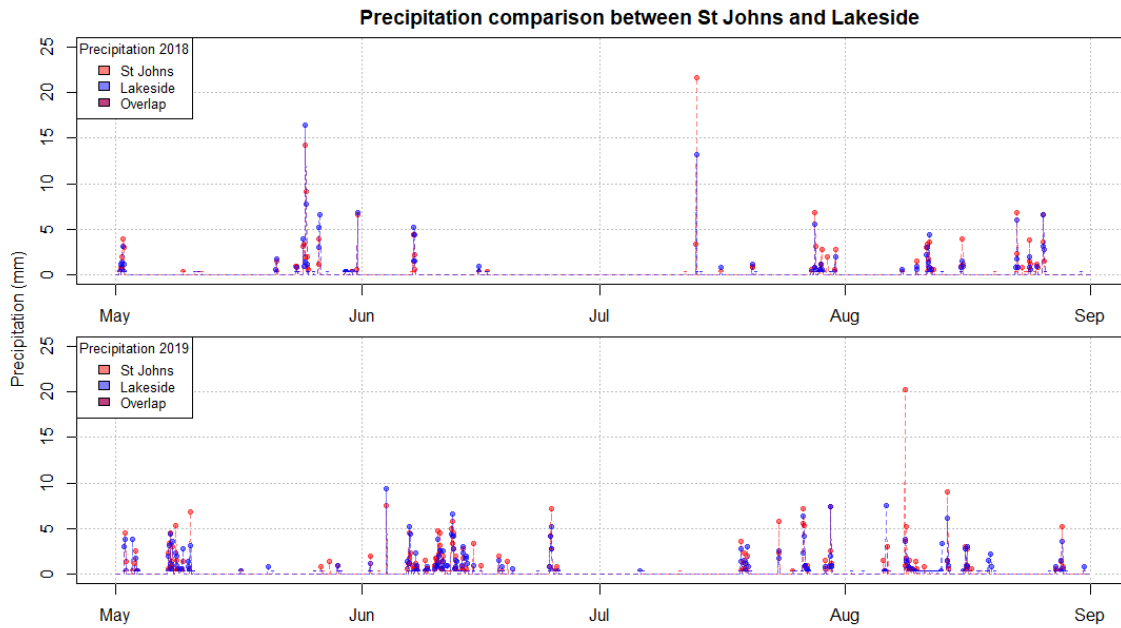 Precipitation comparison between St Johns and Lakeside
Precipitation (mm)
25
20
15
10
5
0
Precipitation 2018
St Johns
Lakeside
Overlap
May
Jun
Jul
Aug
Sep
25
20
15
10
5
0
Precipitation 2019
St Johns
Lakeside
Overlap
May
Jun
Jul
Aug
Sep